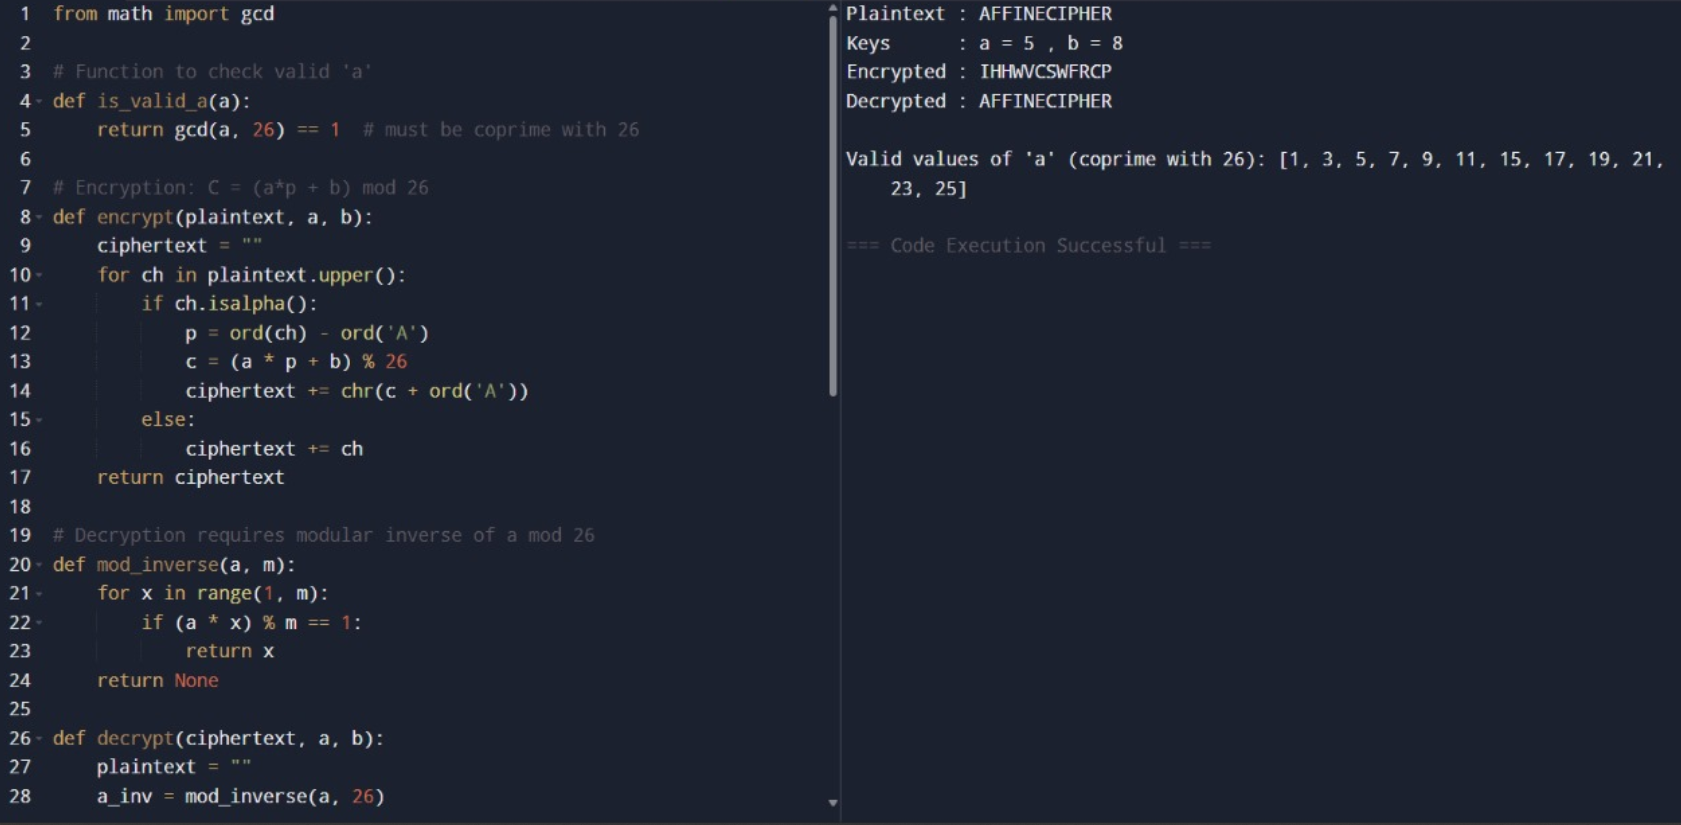 1 from math import gcd
2
3 # Function to check valid 'a'
4 def is_valid_a(a):
5     return gcd(a, 26) == 1  # must be coprime with 26
6
7 # Encryption: C = (a*p + b) mod 26
8 def encrypt(plaintext, a, b):
9     ciphertext = ""
10     for ch in plaintext.upper():
11         if ch.isalpha():
12             p = ord(ch) - ord('A')
13             c = (a * p + b) % 26
14             ciphertext += chr(c + ord('A'))
15         else:
16             ciphertext += ch
17     return ciphertext
18
19 # Decryption requires modular inverse of a mod 26
20 def mod_inverse(a, m):
21     for x in range(1, m):
22         if (a * x) % m == 1:
23             return x
24     return None
25
26 def decrypt(ciphertext, a, b):
27     plaintext = ""
28     a_inv = mod_inverse(a, 26)
Plaintext : AFFINECIPHER
Keys      : a = 5 , b = 8
Encrypted : IHHWVCSWFRCP
Decrypted : AFFINECIPHER

Valid values of 'a' (coprime with 26): [1, 3, 5, 7, 9, 11, 15, 17, 19, 21,
    23, 25]

=== Code Execution Successful ===